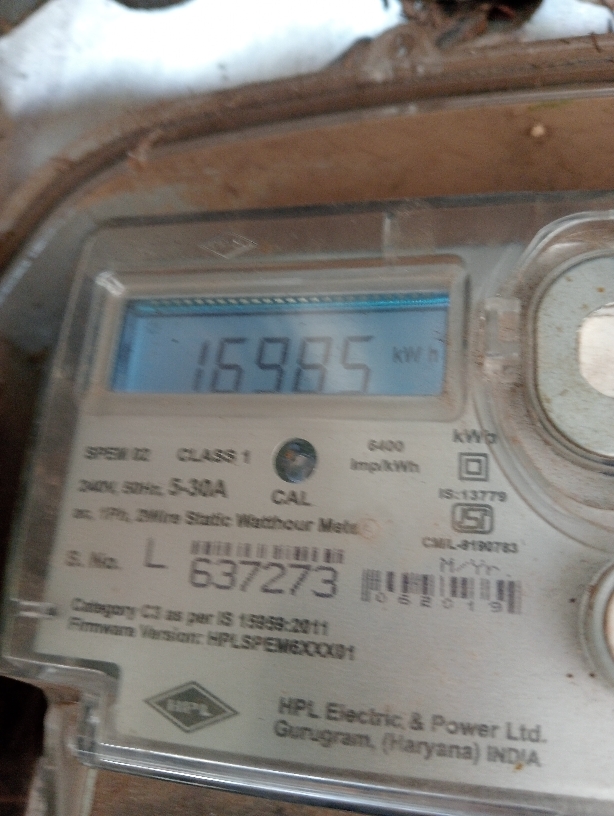 16985 kWh
SPEM 02 CLASS 1
6400
imp/kWh
kWh
240V, 50Hz, 5-30A
CAL
IS:13779
ac, 1Ph, 2Wire Static Watthour Meter
CM/L-8190783
S. No. L 637273
M/Yr.
062019
Category C3 as per IS 15959:2011
Firmware Version: HPLSPEM6XXX01
HPL
HPL Electric & Power Ltd.
Gurugram, (Haryana) INDIA